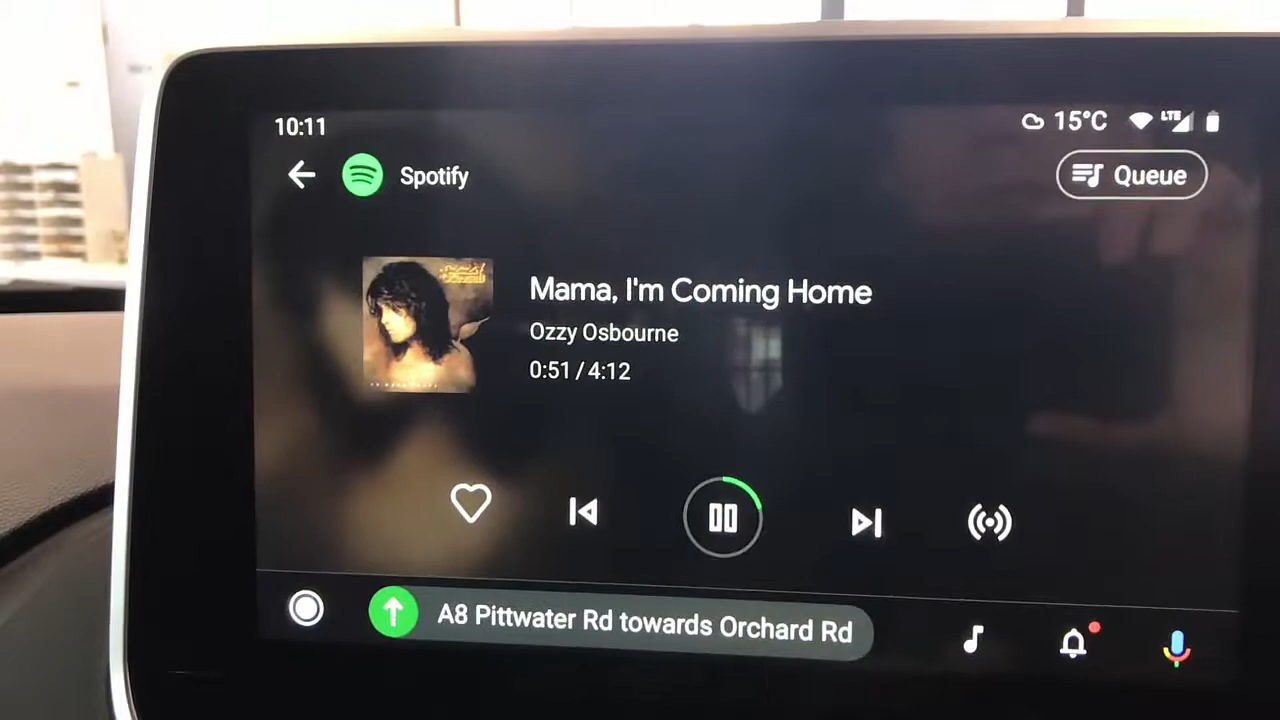 10:11
15°C
LTE
Spotify
Queue
Mama, I'm Coming Home
Ozzy Osbourne
0:51 / 4:12
A8 Pittwater Rd towards Orchard Rd